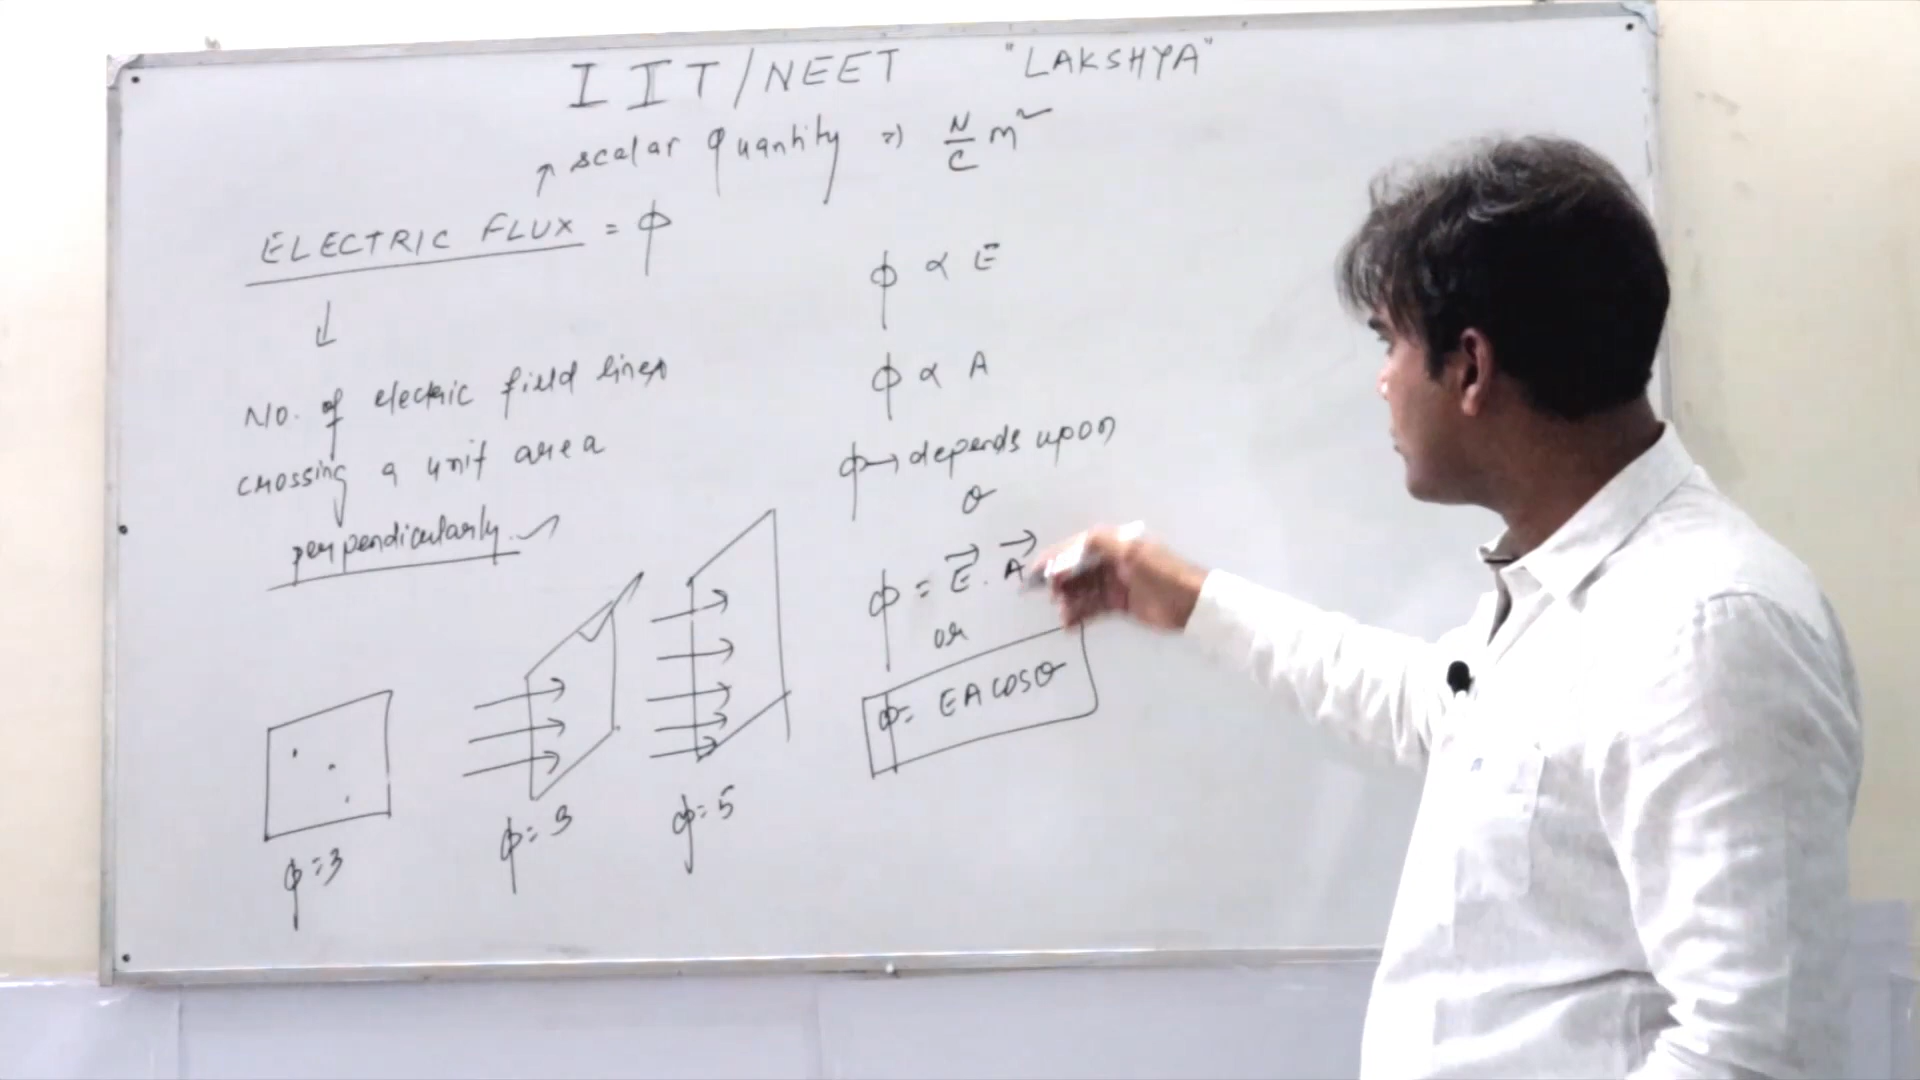 IIT/NEET "LAKSHYA"
↑ scalar quantity ⇒ N/C m²
ELECTRIC FLUX = ϕ
↓
NO. of electric field lines
crossing a unit area
perpendicularly ✓
ϕ ∝ E
ϕ ∝ A
ϕ → depends upon
θ
ϕ = E⃗ . A⃗
or
ϕ = EA cosθ
ϕ=3
ϕ=3
ϕ=5